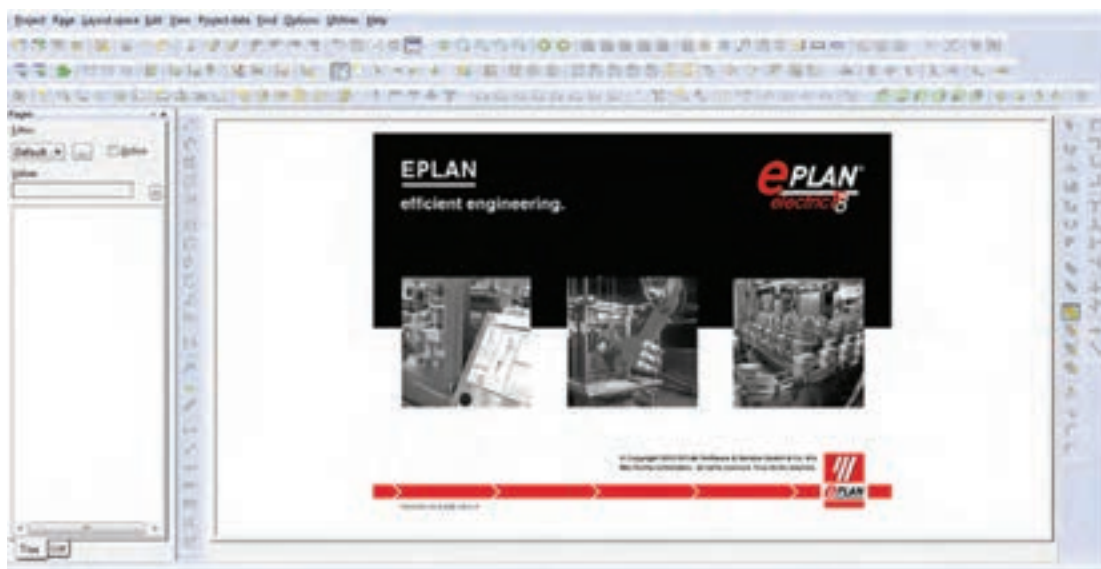 Project Page Layout space Edit View Project data Find Options Utilities Help
Pages
Filter:
Default
Active
Value:
EPLAN
efficient engineering.
ePLAN
electric P8
ePLAN
Tree List